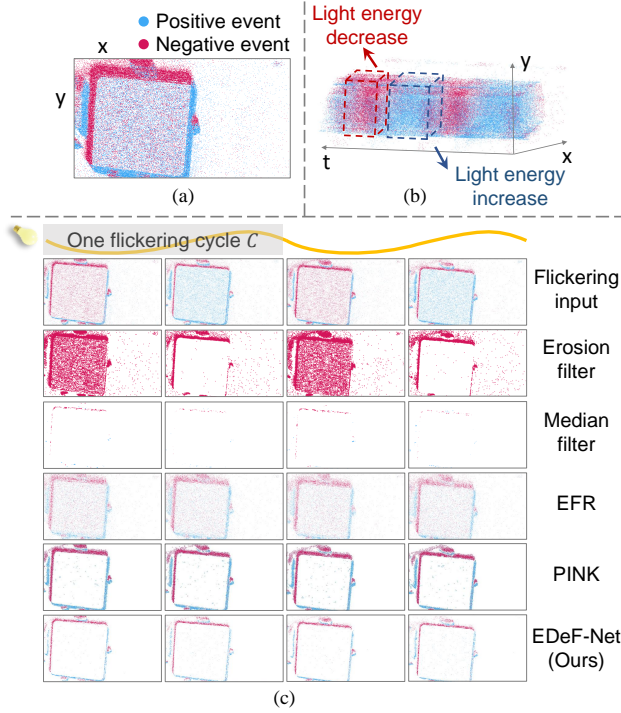 Positive event
Negative event
x
y
(a)
Light energy
decrease
y
t
x
Light energy
increase
(b)
One flickering cycle C
Flickering
input
Erosion
filter
Median
filter
EFR
PINK
EDeF-Net
(Ours)
(c)